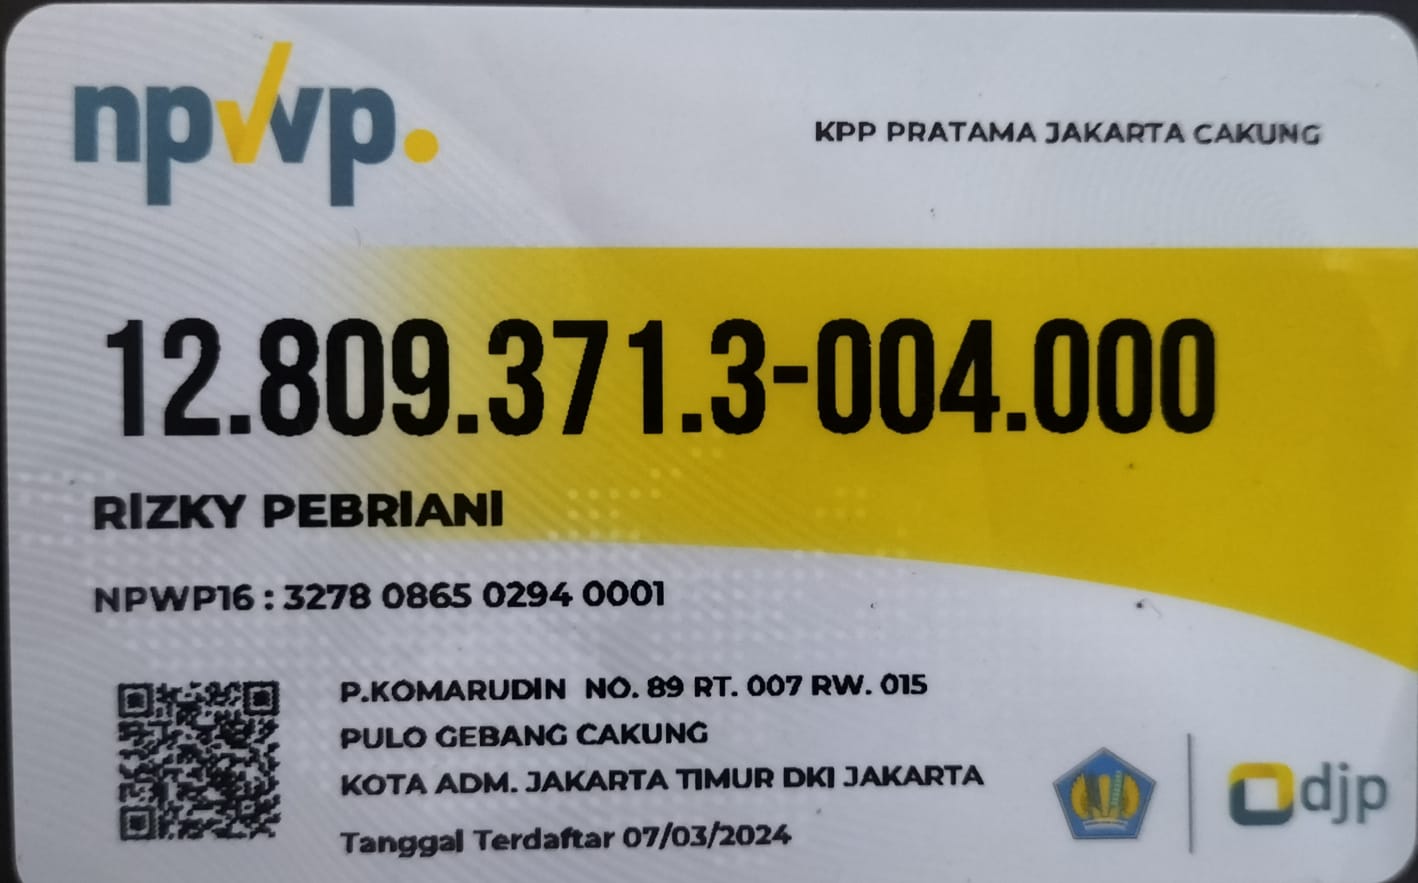 npwp.
KPP PRATAMA JAKARTA CAKUNG
12.809.371.3-004.000
RIZKY PEBRIANI
NPWP16 : 3278 0865 0294 0001
P.KOMARUDIN NO. 89 RT. 007 RW. 015
PULO GEBANG CAKUNG
KOTA ADM. JAKARTA TIMUR DKI JAKARTA
Tanggal Terdaftar 07/03/2024
djp